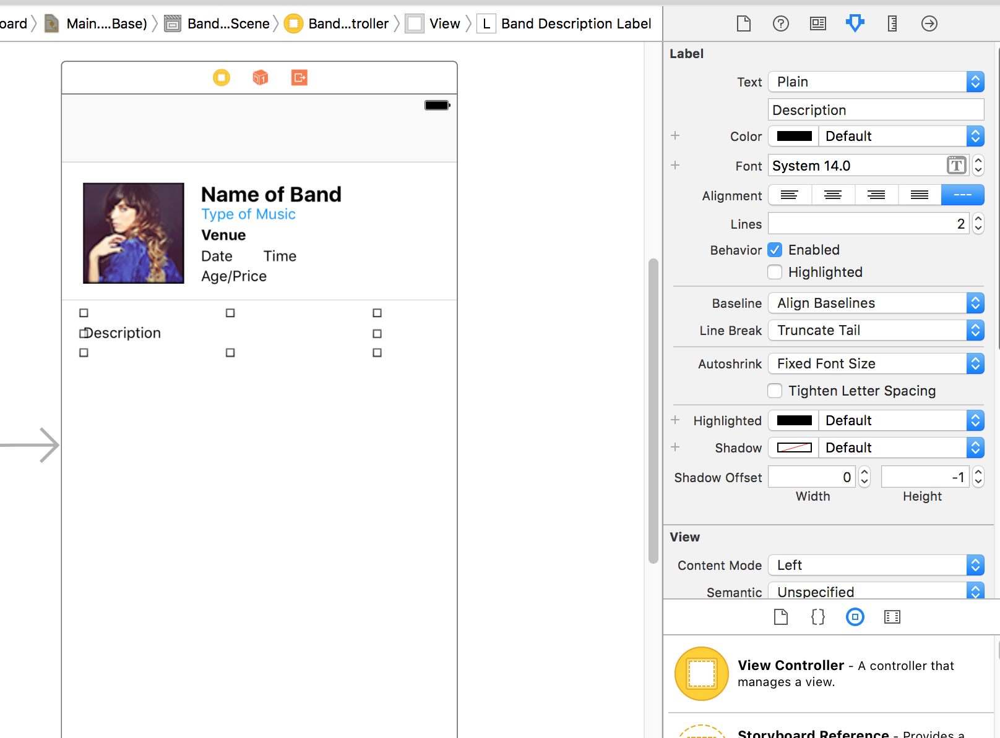 oard Main....Base) Band...Scene Band...troller View L Band Description Label
Label
Text Plain
Description
Color Default
Font System 14.0 T
Alignment ---
Lines 2
Behavior Enabled
Highlighted
Baseline Align Baselines
Line Break Truncate Tail
Autoshrink Fixed Font Size
Tighten Letter Spacing
Highlighted Default
Shadow Default
Shadow Offset 0 -1
Width Height
View
Content Mode Left
Semantic Unspecified
Name of Band
Type of Music
Venue
Date Time
Age/Price
Description
View Controller - A controller that
manages a view.
Storyboard Reference - Provides a